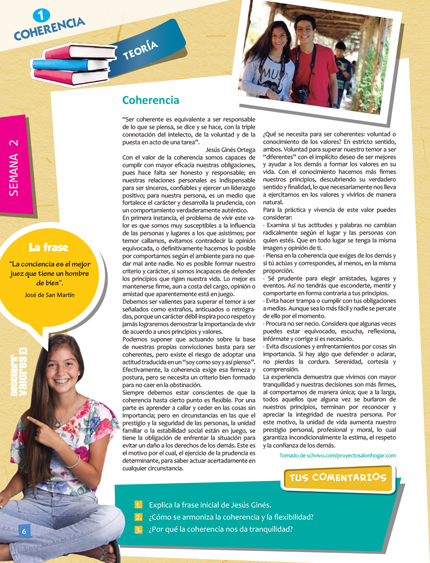 1
COHERENCIA
TEORÍA
SEMANA 2
Coherencia
“Ser coherente es equivalente a ser responsable
de lo que se piensa, se dice y se hace, con la triple
connotación del intelecto, de la voluntad y de la
puesta en acto de una tarea”.
Jesús Ginés Ortega
Con el valor de la coherencia somos capaces de
cumplir con mayor eficacia nuestras obligaciones,
pues hace falta ser honesto y responsable; en
nuestras relaciones personales es indispensable
para ser sinceros, confiables y ejercer un liderazgo
positivo; para nuestra persona, es un medio que
fortalece el carácter y desarrolla la prudencia, con
un comportamiento verdaderamente auténtico.
En primera instancia, el problema de vivir este va-
lor es que somos muy susceptibles a la influencia
de las personas y lugares a los que asistimos; por
temor callamos, evitamos contradecir la opinión
equivocada, o definitivamente hacemos lo posible
por comportarnos según el ambiente para no que-
dar mal ante nadie. No es posible formar nuestro
criterio y carácter, si somos incapaces de defender
los principios que rigen nuestra vida. Lo mejor es
mantenerse firme, aun a costa del cargo, opinión o
amistad que aparentemente está en juego.
Debemos ser valientes para superar el temor a ser
señalados como extraños, anticuados o retrógra-
das, porque un carácter débil inspira poco respeto y
jamás lograremos demostrar la importancia de vivir
de acuerdo a unos principios y valores.
Podemos suponer que actuando sobre la base
de nuestras propias convicciones basta para ser
coherentes, pero existe el riesgo de adoptar una
actitud traducida en un “soy como soy y así pienso”.
Efectivamente, la coherencia exige esa firmeza y
postura, pero se necesita un criterio bien formado
para no caer en la obstinación.
Siempre debemos estar conscientes de que la
coherencia hasta cierto punto es flexible. Por una
parte es aprender a callar y ceder en las cosas sin
importancia; pero en circunstancias en las que el
prestigio y la seguridad de las personas, la unidad
familiar o la estabilidad social están en juego, se
tiene la obligación de enfrentar la situación para
evitar un daño a los derechos de los demás. Este es
el motivo por el cual, el ejercicio de la prudencia es
determinante, para saber actuar acertadamente en
cualquier circunstancia.
¿Qué se necesita para ser coherentes: voluntad o
conocimiento de los valores? En estricto sentido,
ambos. Voluntad para superar nuestro temor a ser
“diferentes” con el implícito deseo de ser mejores
y ayudar a los demás a formar los valores en su
vida. Con el conocimiento hacemos más firmes
nuestros principios, descubriendo su verdadero
sentido y finalidad, lo que necesariamente nos lleva
a ejercitarnos en los valores y vivirlos de manera
natural.
Para la práctica y vivencia de este valor puedes
considerar:
- Examina si tus actitudes y palabras no cambian
radicalmente según el lugar y las personas con
quien estés. Que en todo lugar se tenga la misma
imagen y opinión de ti.
- Piensa en la coherencia que exiges de los demás y
si tú actúas y correspondes, al menos, en la misma
proporción.
- Sé prudente para elegir amistades, lugares y
eventos. Así no tendrás que esconderte, mentir y
comportarte en forma contraria a tus principios.
- Evita hacer trampa o cumplir con tus obligaciones
a medias. Aunque sea lo más fácil y nadie se percate
de ello por el momento.
- Procura no ser necio. Considera que algunas veces
puedes estar equivocado, escucha, reflexiona,
infórmate y corrige si es necesario.
- Evita discusiones y enfrentamientos por cosas sin
importancia. Si hay algo que defender o aclarar,
no pierdas la cordura. Serenidad, cortesía y
comprensión.
La experiencia demuestra que vivimos con mayor
tranquilidad y nuestras decisiones son más firmes,
al comportarnos de manera única; que a la larga,
todos aquellos que alguna vez se burlaron de
nuestros principios, terminan por reconocer y
apreciar la integridad de nuestra persona. Por
este motivo, la unidad de vida aumenta nuestro
prestigio personal, profesional y moral, lo cual
garantiza incondicionalmente la estima, el respeto
y la confianza de los demás.
Tomado de schvivo.com/proyectosalonhogar.com
La frase
“La conciencia es el mejor
juez que tiene un hombre
de bien”.
José de San Martín
TUS COMENTARIOS
1. Explica la frase inicial de Jesús Ginés.
2. ¿Cómo se armoniza la coherencia y la flexibilidad?
3. ¿Por qué la coherencia nos da tranquilidad?
6